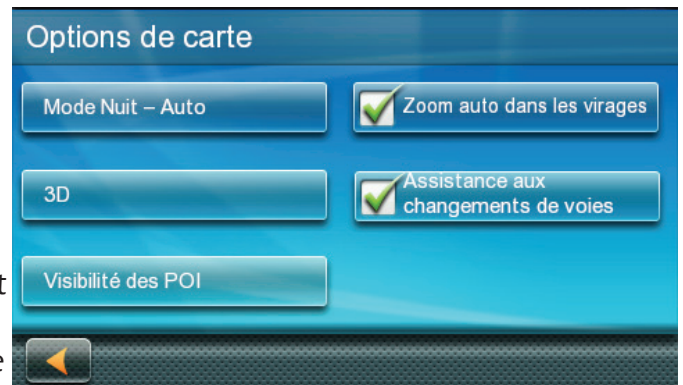 Options de carte
Mode Nuit – Auto
Zoom auto dans les virages
3D
Assistance aux
changements de voies
Visibilité des POI